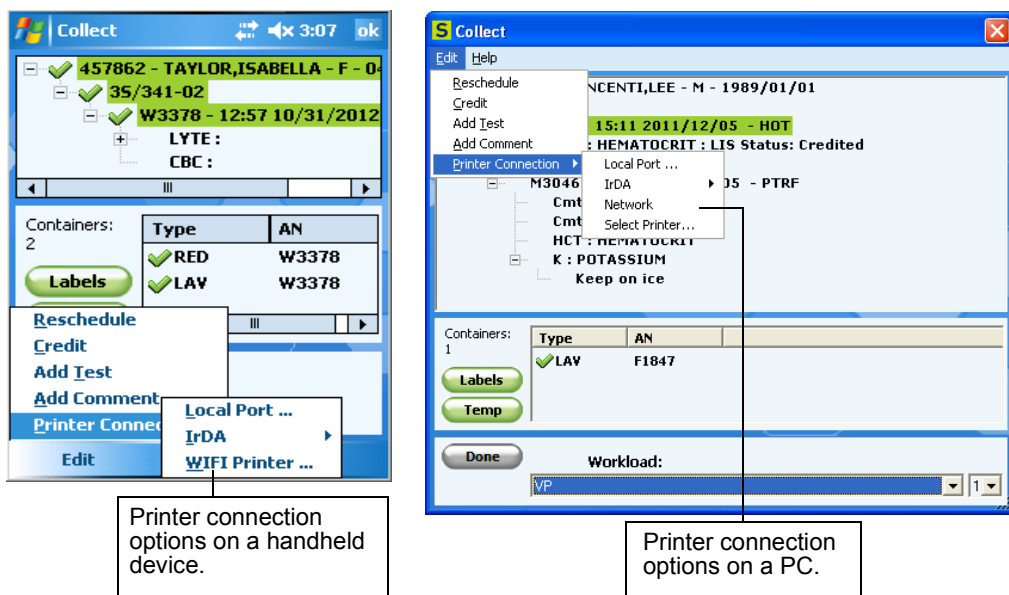 Collect
3:07 ok
457862 - TAYLOR,ISABELLA - F - 0
35/341-02
W3378 - 12:57 10/31/2012
LYTE :
CBC :
Containers:
2
Type AN
RED W3378
LAV W3378
Labels
Reschedule
Credit
Add Test
Add Comment
Printer
Local Port ...
IrDA
WIFI Printer ...
Edit
Printer connection
options on a handheld
device.
S Collect
Edit Help
Reschedule
Credit
Add Test
Add Comment
Printer Connection
Local Port ...
IrDA
Network
Select Printer...
NCENTI,LEE - M - 1989/01/01
15:11 2011/12/05 - HOT
: HEMATOCRIT : LIS Status: Credited
M3046 05 - PTRF
Cmt
Cmt
HCT : HEMATOCRIT
K : POTASSIUM
Keep on ice
Containers:
1
Type AN
LAV F1847
Labels
Temp
Done
Workload:
VP 1
Printer connection
options on a PC.